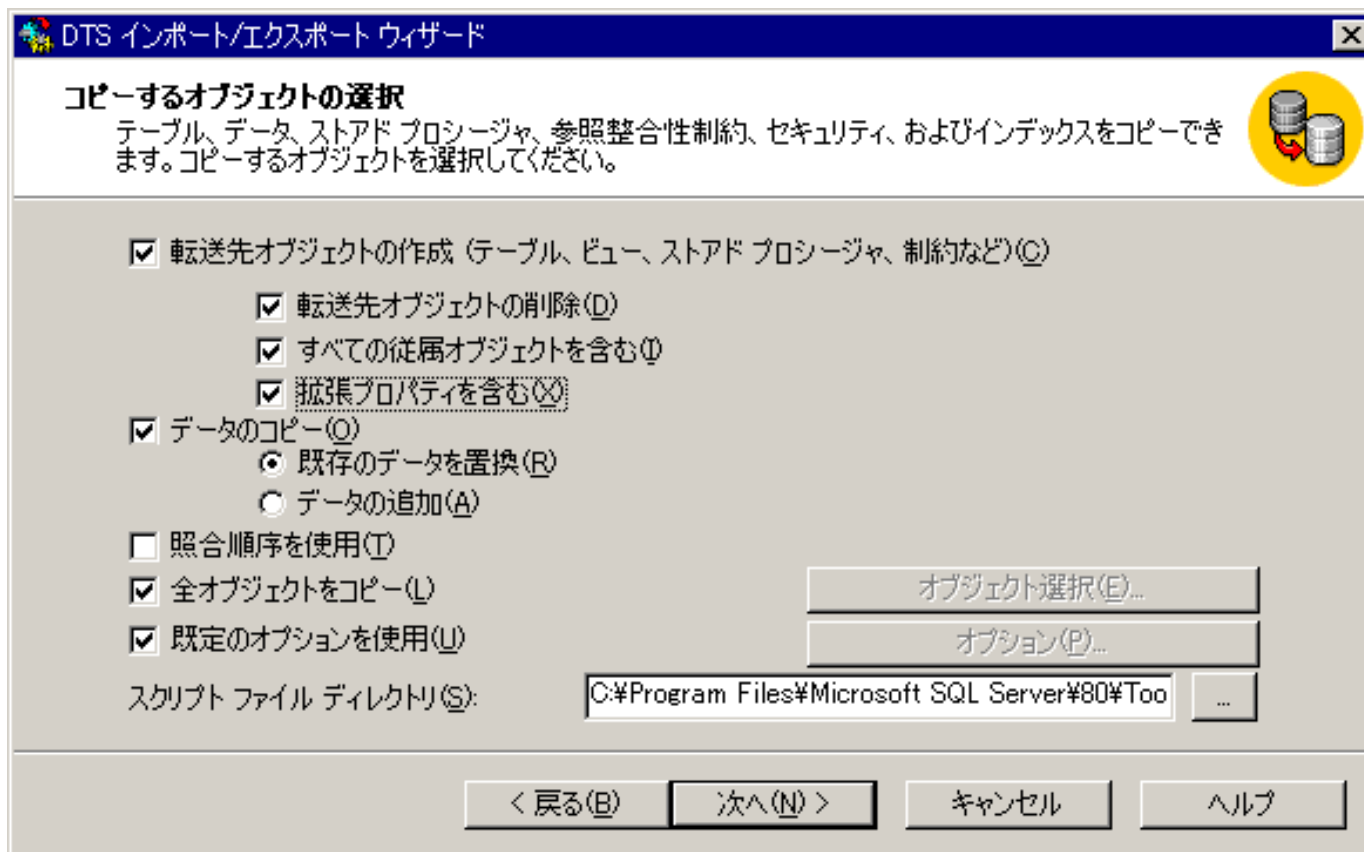 DTS インポート/エクスポート ウィザード
コピーするオブジェクトの選択
テーブル、データ、ストアド プロシージャ、参照整合性制約、セキュリティ、およびインデックスをコピーでき
ます。コピーするオブジェクトを選択してください。
転送先オブジェクトの作成 (テーブル、ビュー、ストアド プロシージャ、制約など)(C)
転送先オブジェクトの削除(D)
すべての従属オブジェクトを含む(I)
拡張プロパティを含む(X)
データのコピー(O)
既存のデータを置換(R)
データの追加(A)
照合順序を使用(T)
全オブジェクトをコピー(L)
オブジェクト選択(E)...
既定のオプションを使用(U)
オプション(P)...
スクリプト ファイル ディレクトリ(S):
C:¥Program Files¥Microsoft SQL Server¥80¥Too
...
< 戻る(B)
次へ(N) >
キャンセル
ヘルプ